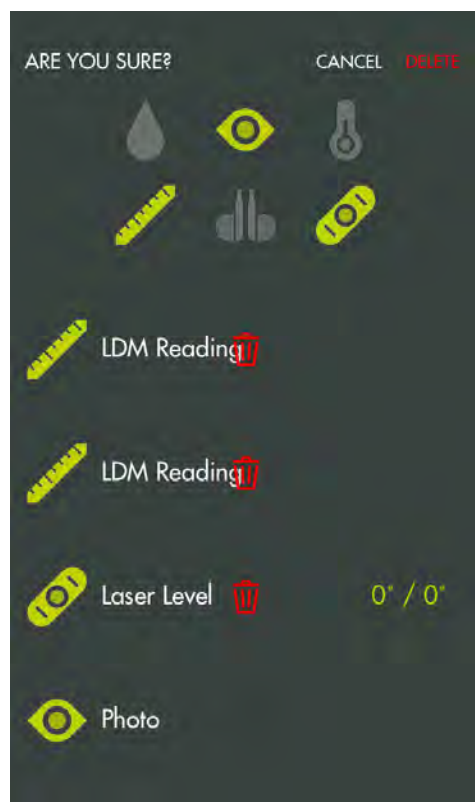 ARE YOU SURE? CANCEL DELETE
LDM Reading
LDM Reading
Laser Level 0° / 0°
Photo